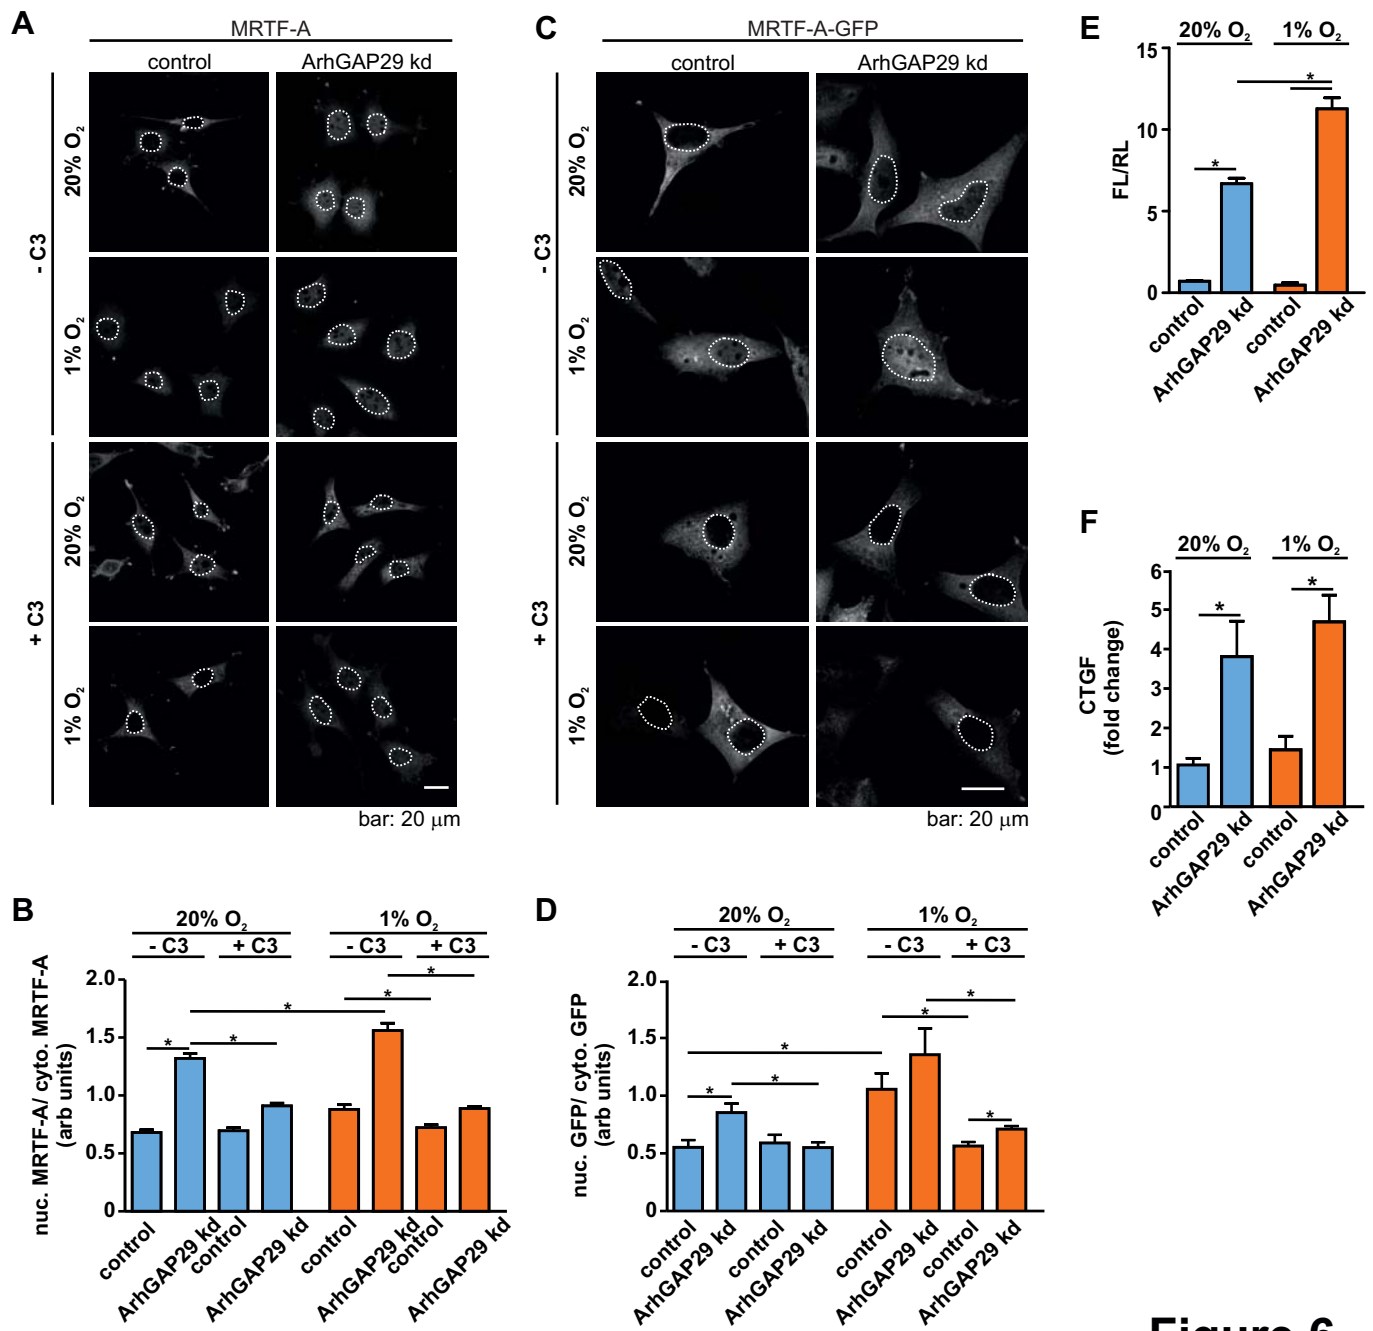 A
MRTF-A
control
ArhGAP29 kd
- C3
20% O2
1% O2
+ C3
20% O2
1% O2
bar: 20 μm
B
20% O2
1% O2
- C3
+ C3
- C3
+ C3
nuc. MRTF-A/ cyto. MRTF-A
(arb units)
2.0
1.5
1.0
0.5
0
*
*
*
*
*
control
ArhGAP29 kd
control
ArhGAP29 kd
control
ArhGAP29 kd
control
ArhGAP29 kd
C
MRTF-A-GFP
control
ArhGAP29 kd
- C3
20% O2
1% O2
+ C3
20% O2
1% O2
bar: 20 μm
D
20% O2
1% O2
- C3
+ C3
- C3
+ C3
nuc. GFP/ cyto. GFP
(arb units)
2.0
1.5
1.0
0.5
0
*
*
*
*
*
*
control
ArhGAP29 kd
control
ArhGAP29 kd
control
ArhGAP29 kd
control
ArhGAP29 kd
E
20% O2
1% O2
FL/RL
15
10
5
0
*
*
control
ArhGAP29 kd
control
ArhGAP29 kd
F
20% O2
1% O2
CTGF
(fold change)
6
5
4
3
2
1
0
*
*
control
ArhGAP29 kd
control
ArhGAP29 kd
Figure 6